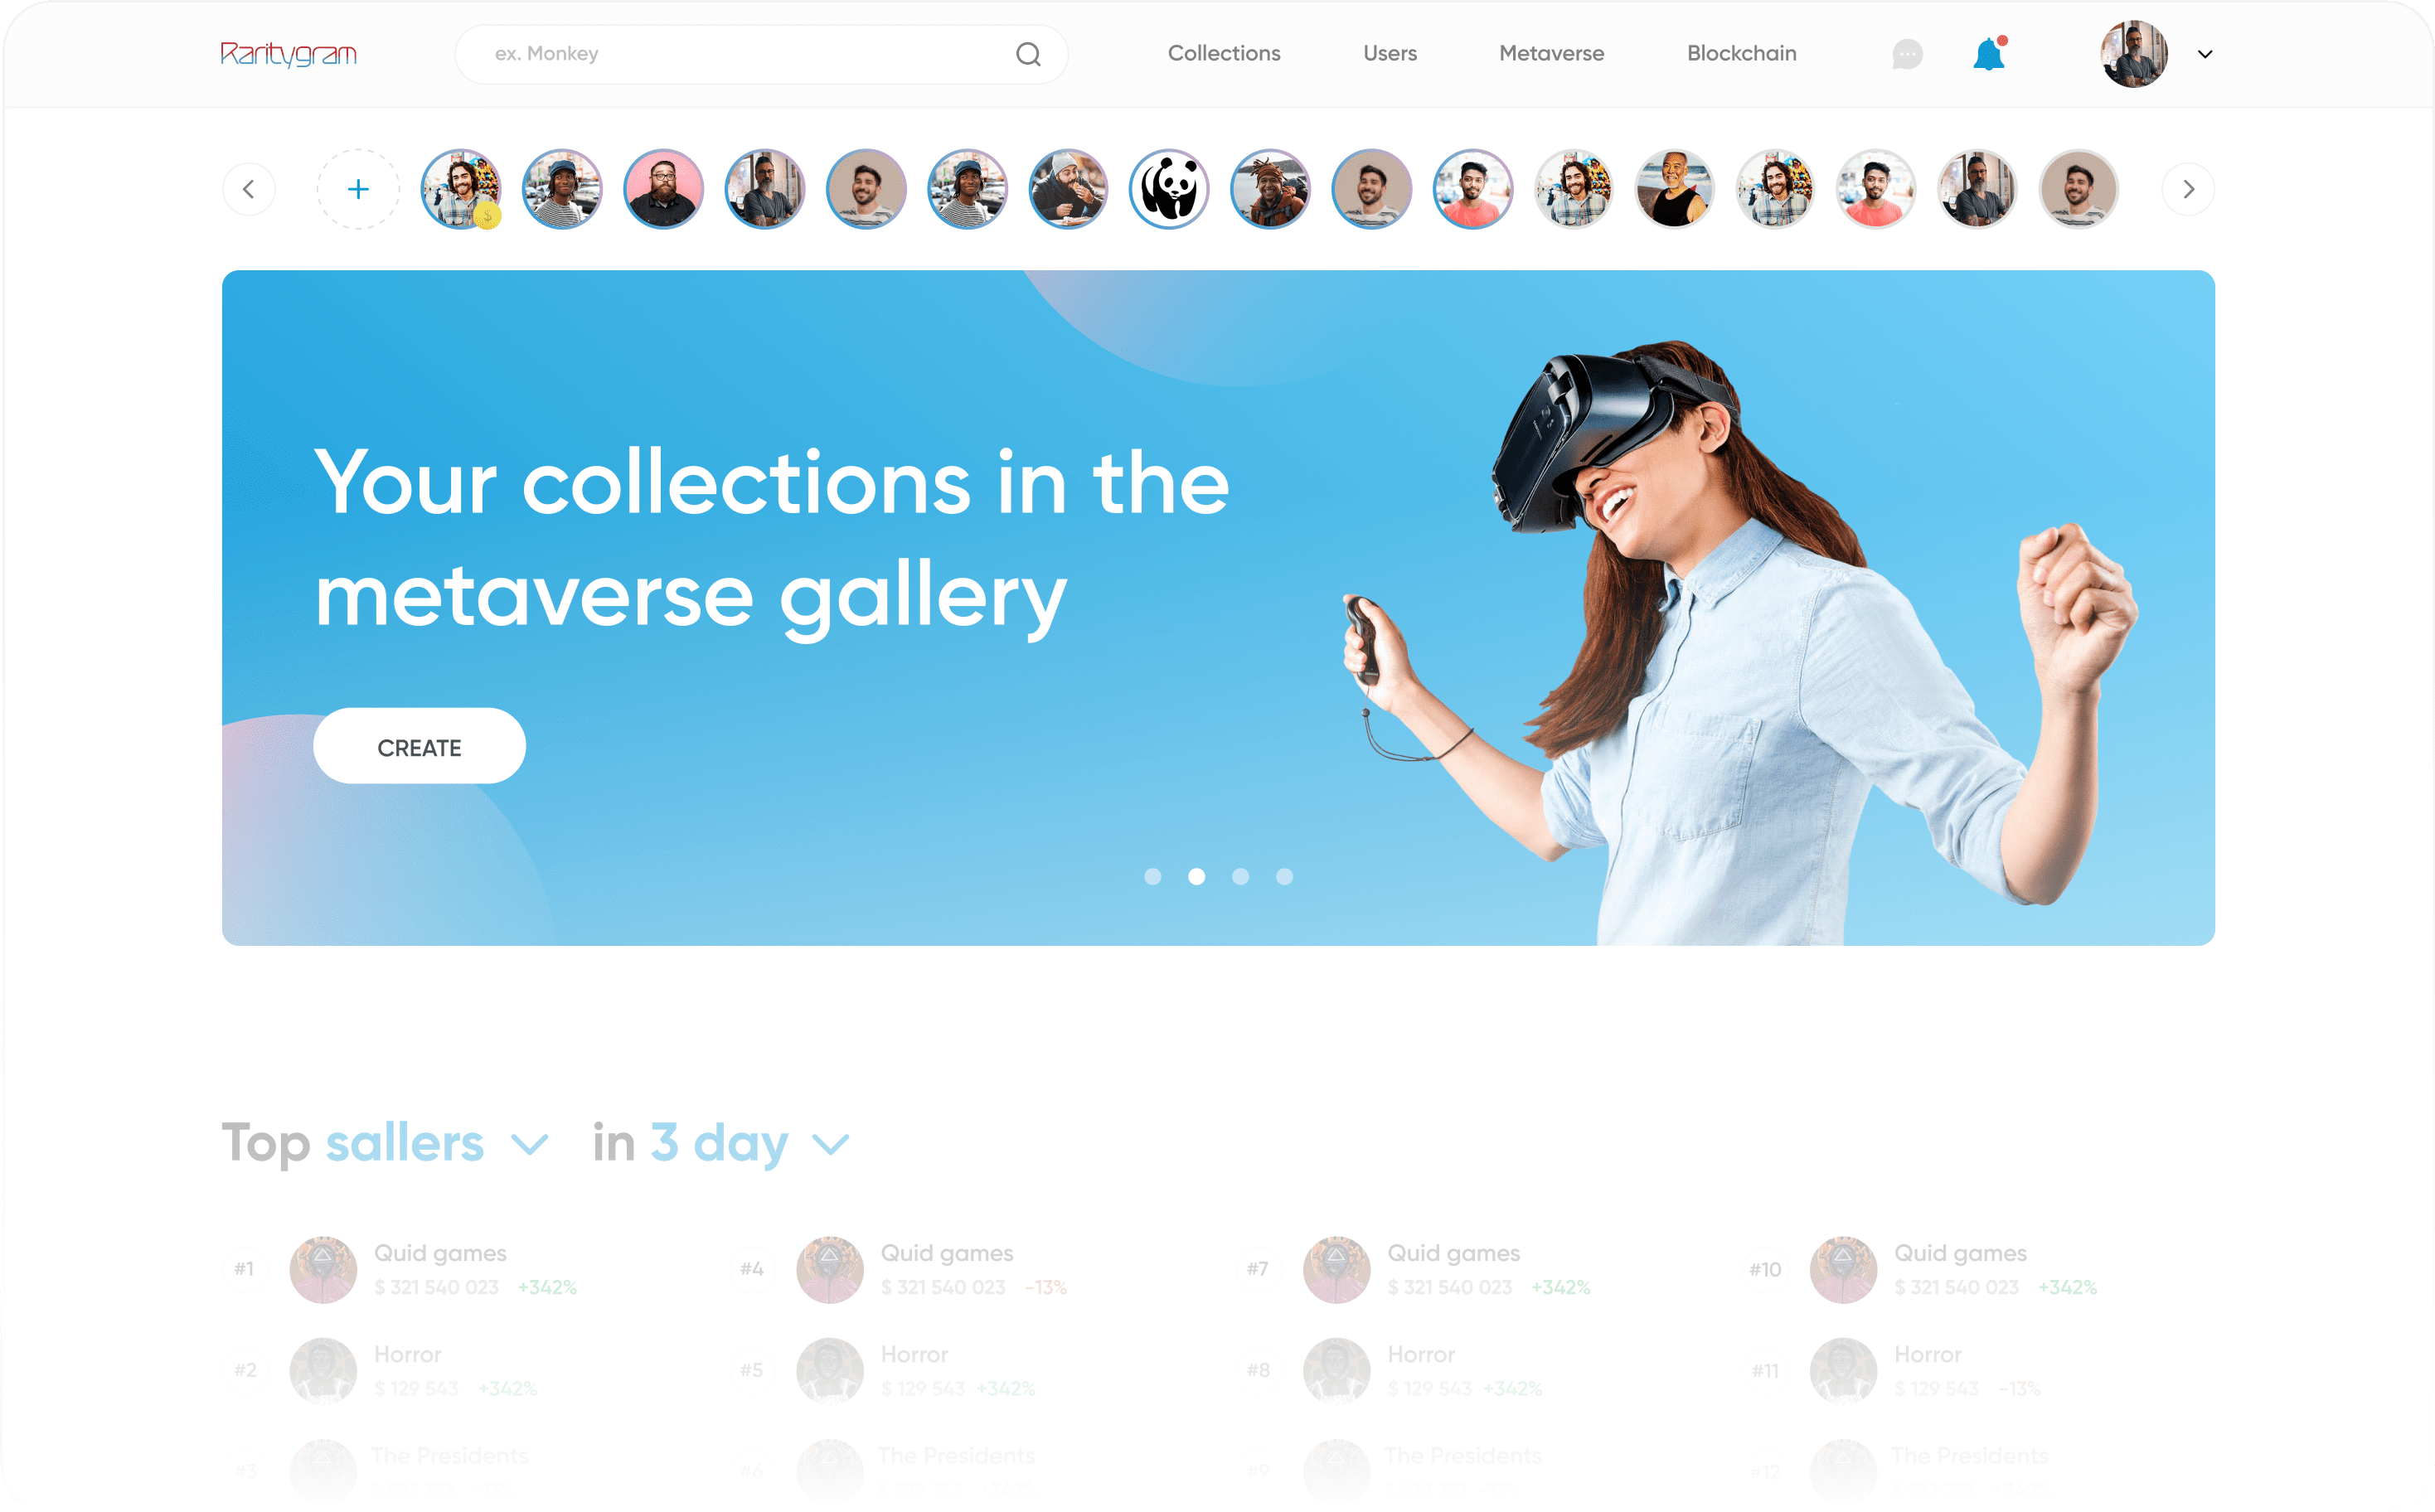 Raritygram
ex. Monkey
Collections
Users
Metaverse
Blockchain
$
Your collections in the
metaverse gallery
CREATE
Top sallers in 3 day
#1
Quid games
$ 321 540 023 +342%
#4
Quid games
$ 321 540 023 -13%
#7
Quid games
$ 321 540 023 +342%
#10
Quid games
$ 321 540 023 +342%
#2
Horror
$ 129 543 +342%
#5
Horror
$ 129 543 +342%
#8
Horror
$ 129 543 +342%
#11
Horror
$ 129 543 -13%
#3
The Presidents
#6
The Presidents
#9
The Presidents
#12
The Presidents